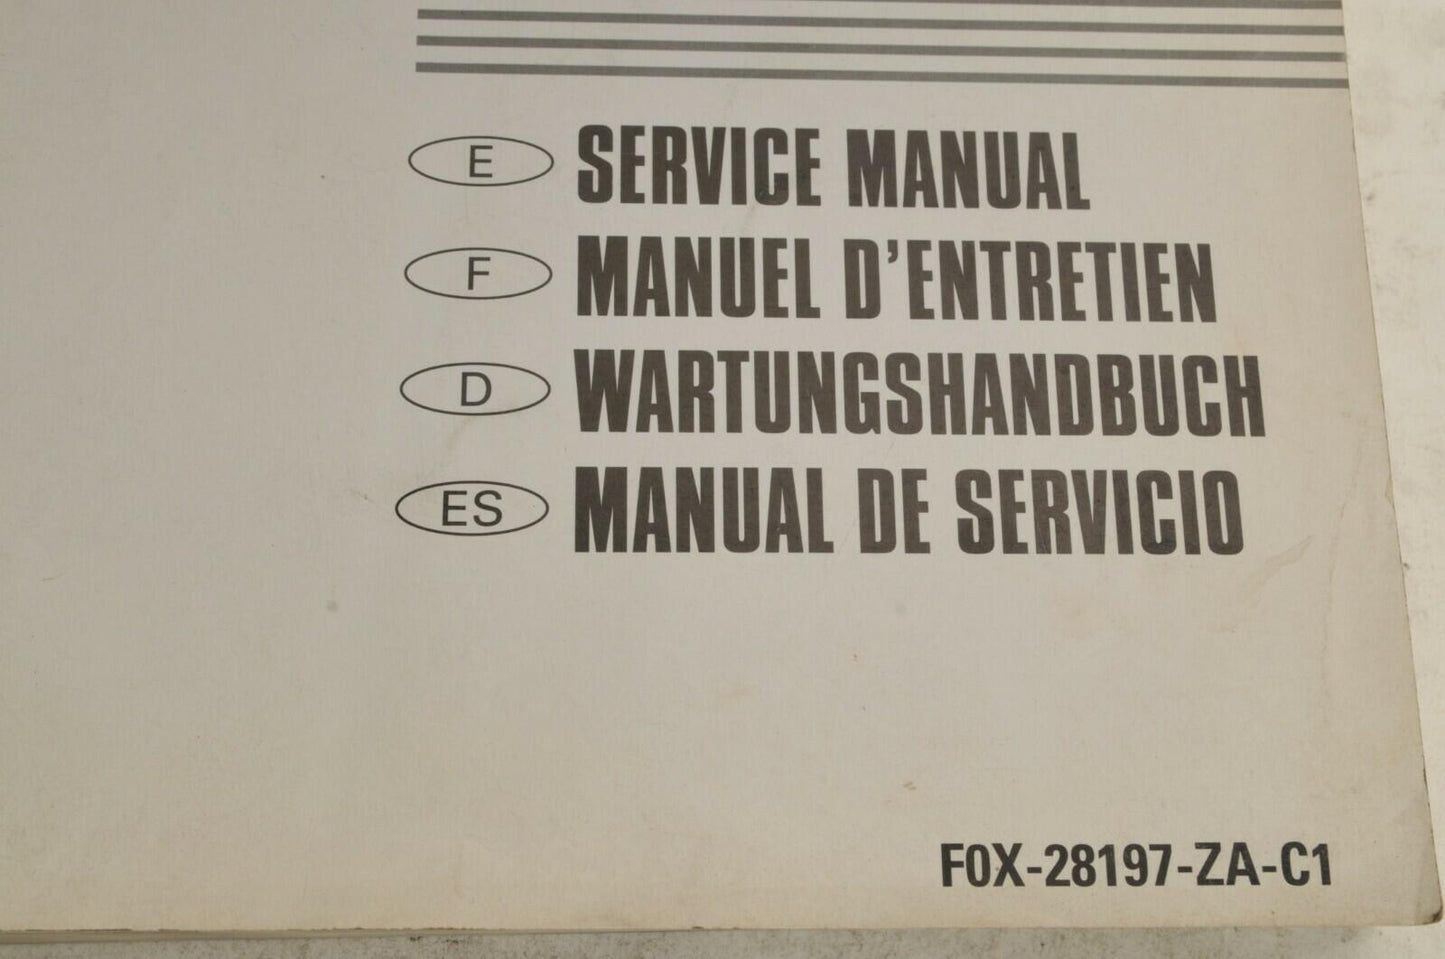 E SERVICE MANUAL
F MANUEL D'ENTRETIEN
D WARTUNGSHANDBUCH
ES MANUAL DE SERVICIO
F0X-28197-ZA-C1